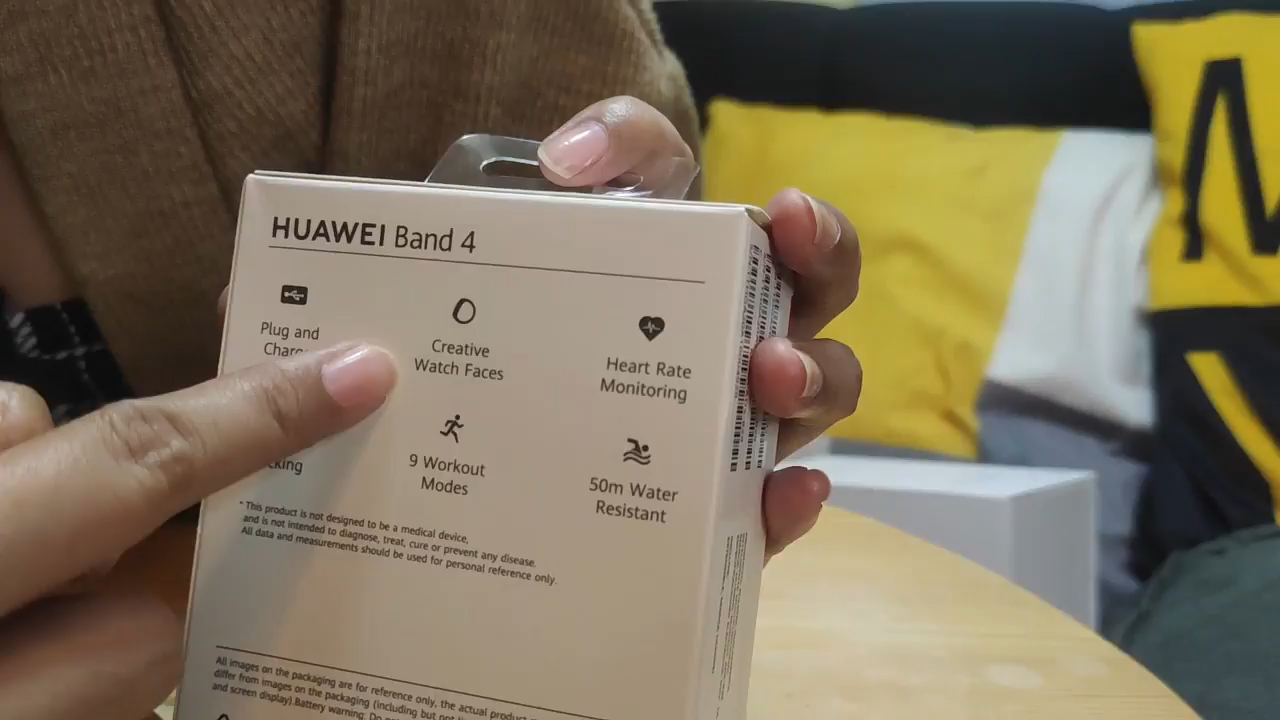 HUAWEI Band 4
Plug and
Creative
Watch Faces
Heart Rate
Monitoring
9 Workout
Modes
50m Water
Resistant
* This product is not designed to be a medical device,
and is not intended to diagnose, treat, cure or prevent any disease.
All data and measurements should be used for personal reference only.
All images on the packaging are for reference only, the actual product
differ from images on the packaging (including but not
and screen display).Battery warning: Do